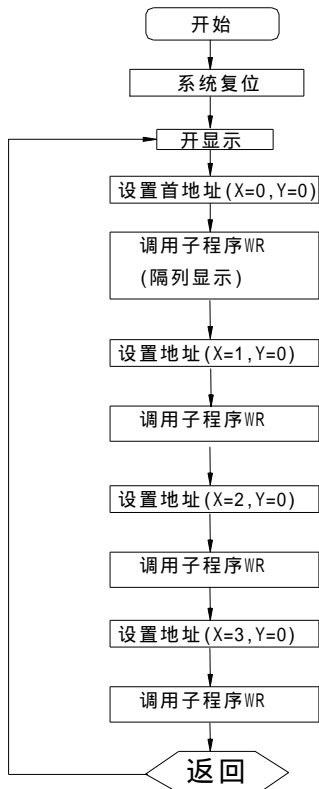 开始
系统复位
开显示
设置首地址(X=0,Y=0)
调用子程序WR
(隔列显示)
设置地址(X=1,Y=0)
调用子程序WR
设置地址(X=2,Y=0)
调用子程序WR
设置地址(X=3,Y=0)
调用子程序WR
返回